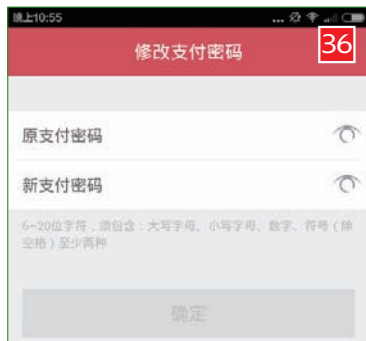 晚上10:55
...
36
修改支付密码
原支付密码
新支付密码
6-20位字符，须包含：大写字母、小写字母、数字、符号（除
空格）至少两种
确定